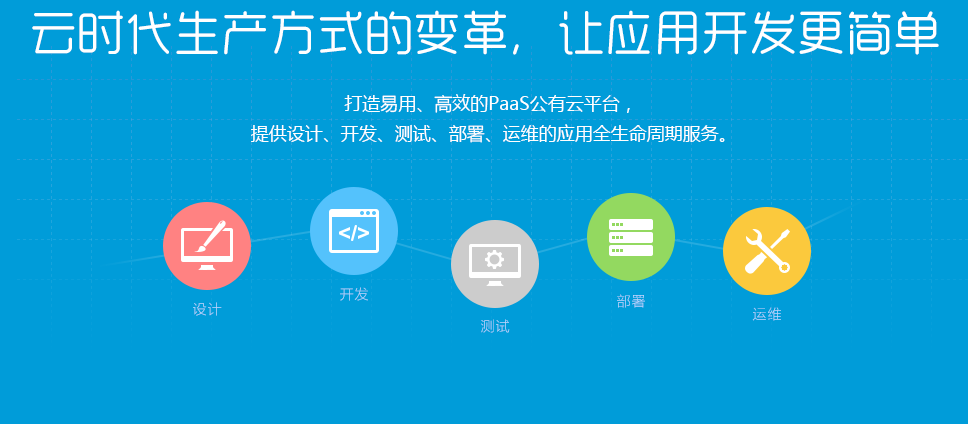 云时代生产方式的变革，让应用开发更简单
打造易用、高效的PaaS公有云平台，
提供设计、开发、测试、部署、运维的应用全生命周期服务。
</>
设计
开发
测试
部署
运维